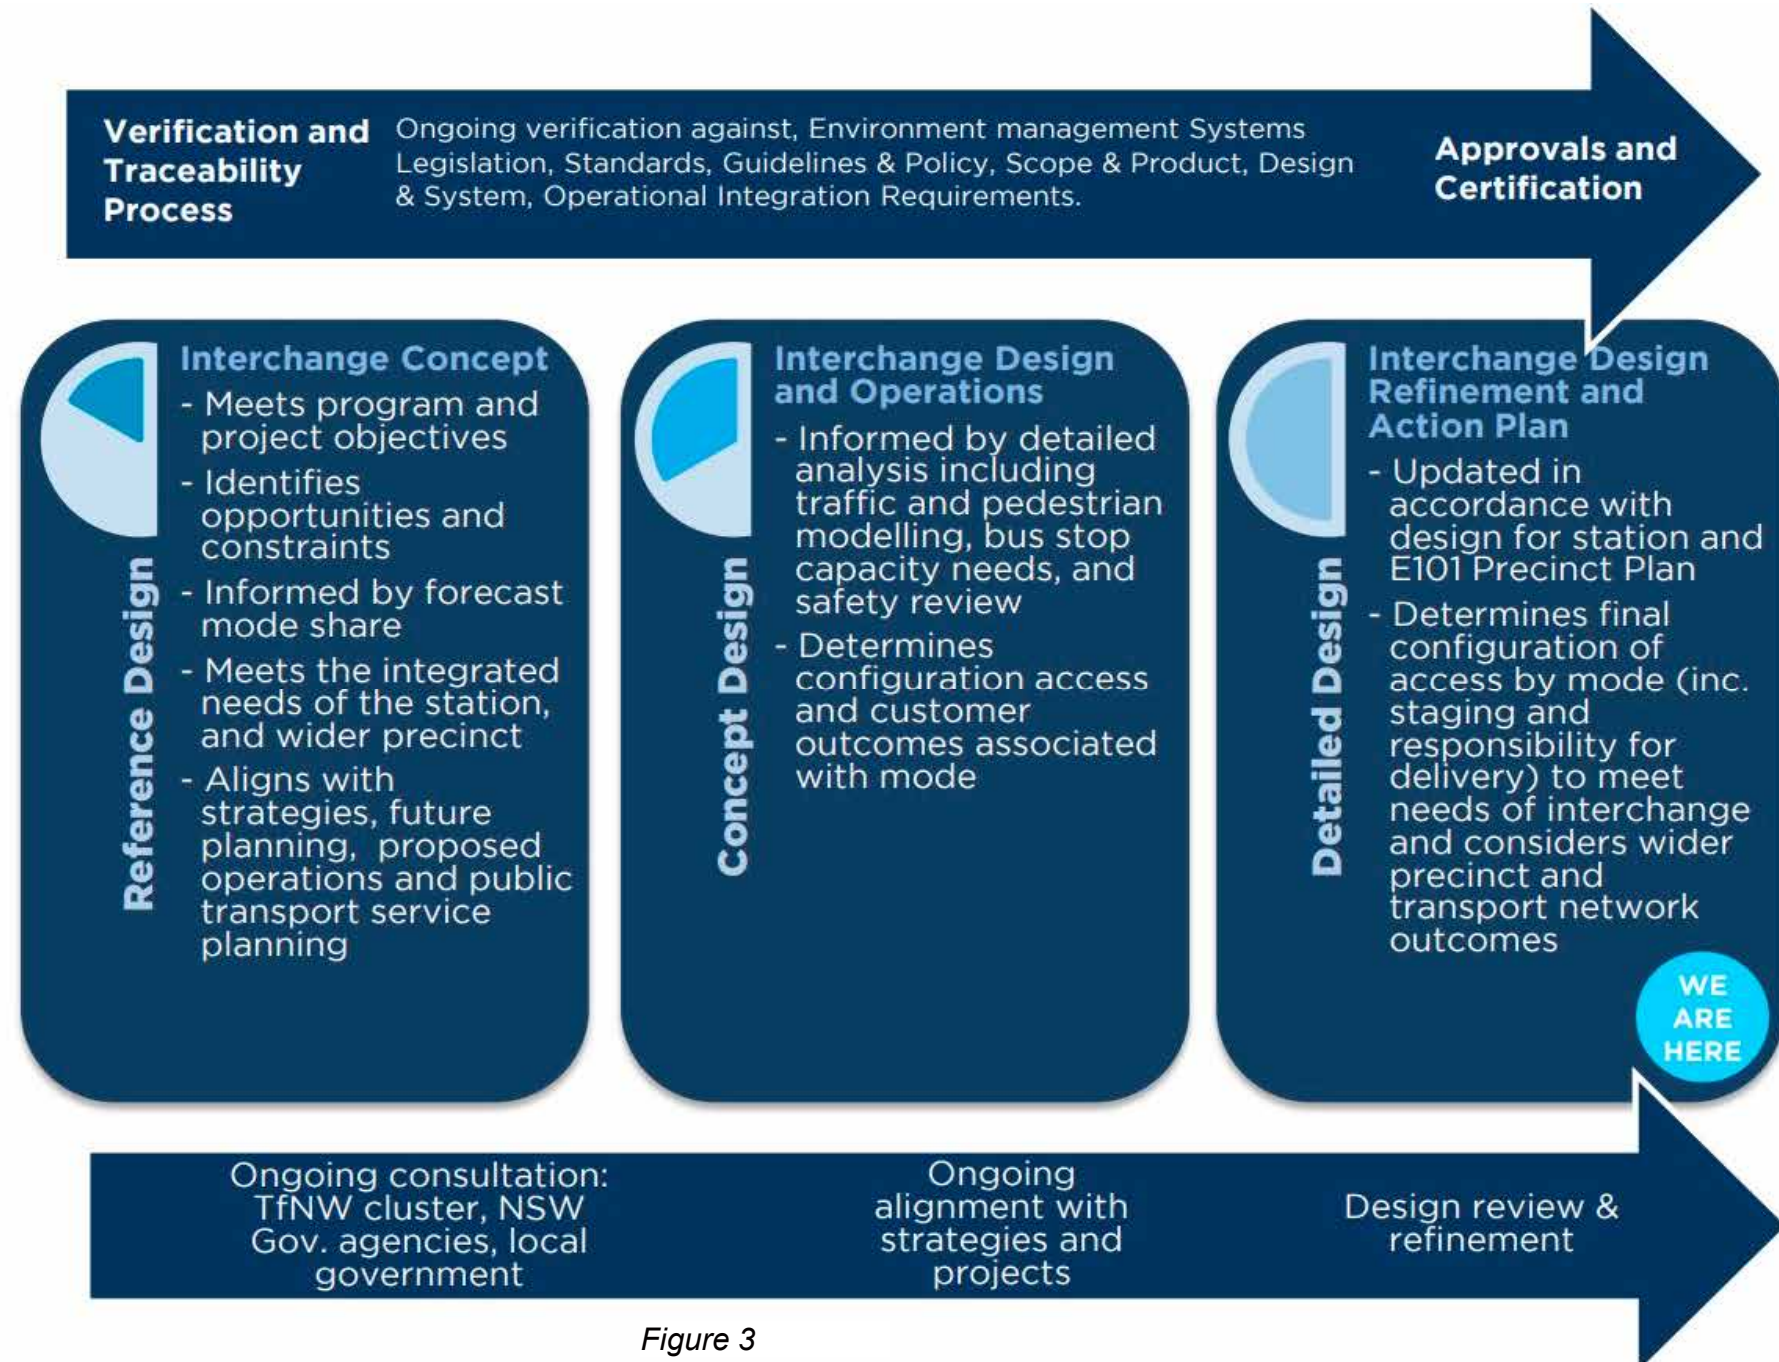 Verification and
Traceability
Process
Ongoing verification against, Environment management Systems
Legislation, Standards, Guidelines & Policy, Scope & Product, Design
& System, Operational Integration Requirements.
Approvals and
Certification
Reference Design
Interchange Concept
- Meets program and
project objectives
- Identifies
opportunities and
constraints
- Informed by forecast
mode share
- Meets the integrated
needs of the station,
and wider precinct
- Aligns with
strategies, future
planning, proposed
operations and public
transport service
planning
Concept Design
Interchange Design
and Operations
- Informed by detailed
analysis including
traffic and pedestrian
modelling, bus stop
capacity needs, and
safety review
- Determines
configuration access
and customer
outcomes associated
with mode
Detailed Design
Interchange Design
Refinement and
Action Plan
- Updated in
accordance with
design for station and
E101 Precinct Plan
- Determines final
configuration of
access by mode (inc.
staging and
responsibility for
delivery) to meet
needs of interchange
and considers wider
precinct and
transport network
outcomes
WE
ARE
HERE
Ongoing consultation:
TfNW cluster, NSW
Gov. agencies, local
government
Ongoing
alignment with
strategies and
projects
Design review &
refinement
Figure 3